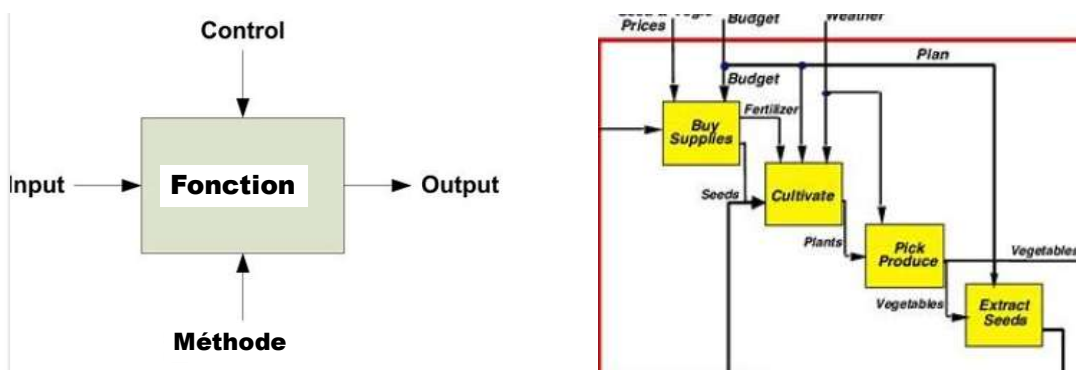 Control
Input
Fonction
Output
Méthode
Prices
Budget
Weather
Plan
Budget
Fertilizer
Buy
Supplies
Seeds
Cultivate
Plants
Pick
Produce
Vegetables
Vegetables
Extract
Seeds